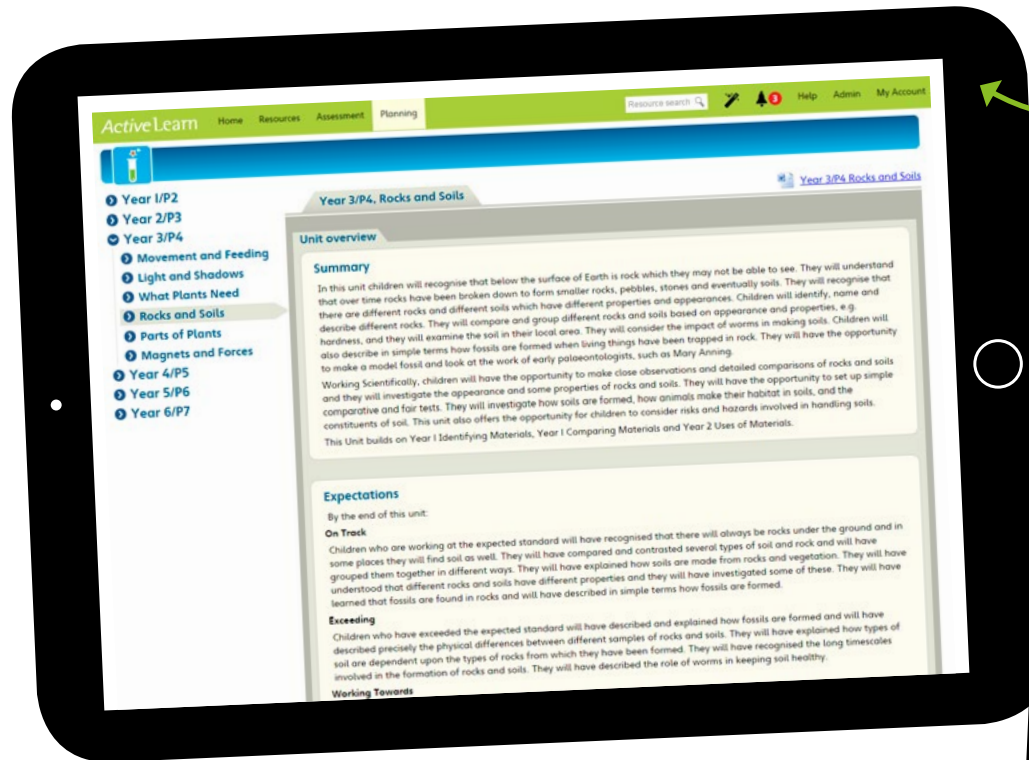 ActiveLearn Home Resources Assessment Planning Resource search 3 Help Admin My Account
Year 1/P2
Year 2/P3
Year 3/P4
Movement and Feeding
Light and Shadows
What Plants Need
Rocks and Soils
Parts of Plants
Magnets and Forces
Year 4/P5
Year 5/P6
Year 6/P7
Year 3/P4, Rocks and Soils
Year 3/P4 Rocks and Soils
Unit overview
Summary
In this unit children will recognise that below the surface of Earth is rock which they may not be able to see. They will understand
that over time rocks have been broken down to form smaller rocks, pebbles, stones and eventually soils. They will recognise that
there are different rocks and different soils which have different properties and appearances. Children will identify, name and
describe different rocks. They will compare and group different rocks and soils based on appearance and properties, e.g.
hardness, and they will examine the soil in their local area. They will consider the impact of worms in making soils. Children will
also describe in simple terms how fossils are formed when living things have been trapped in rock. They will have the opportunity
to make a model fossil and look at the work of early palaeontologists, such as Mary Anning.
Working Scientifically, children will have the opportunity to make close observations and detailed comparisons of rocks and soils
and they will investigate the appearance and some properties of rocks and soils. They will have the opportunity to set up simple
comparative and fair tests. They will investigate how soils are formed, how animals make their habitat in soils, and the
constituents of soil. This unit also offers the opportunity for children to consider risks and hazards involved in handling soils.
This Unit builds on Year 1 Identifying Materials, Year 1 Comparing Materials and Year 2 Uses of Materials.
Expectations
By the end of this unit:
On Track
Children who are working at the expected standard will have recognised that there will always be rocks under the ground and in
some places they will find soil as well. They will have compared and contrasted several types of soil and rock and will have
grouped them together in different ways. They will have explained how soils are made from rocks and vegetation. They will have
understood that different rocks and soils have different properties and they will have investigated some of these. They will have
learned that fossils are found in rocks and will have described in simple terms how fossils are formed.
Exceeding
Children who have exceeded the expected standard will have described and explained how fossils are formed and will have
described precisely the physical differences between different samples of rocks and soils. They will have explained how types of
soil are dependent upon the types of rocks from which they have been formed. They will have recognised the long timescales
involved in the formation of rocks and soils. They will have described the role of worms in keeping soil healthy.
Working Towards